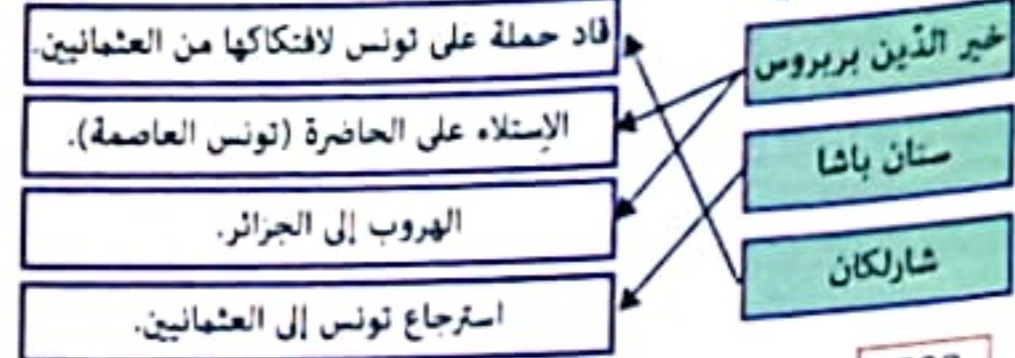 خير الذين بربروس
سنان باشا
شارلكان
قاد حملة على تونس لافتكاكها من العثمانيين.
الإستلاء على الحاضرة (تونس العاصمة).
الهروب إلى الجزائر.
استرجاع تونس إلى العثمانيين.